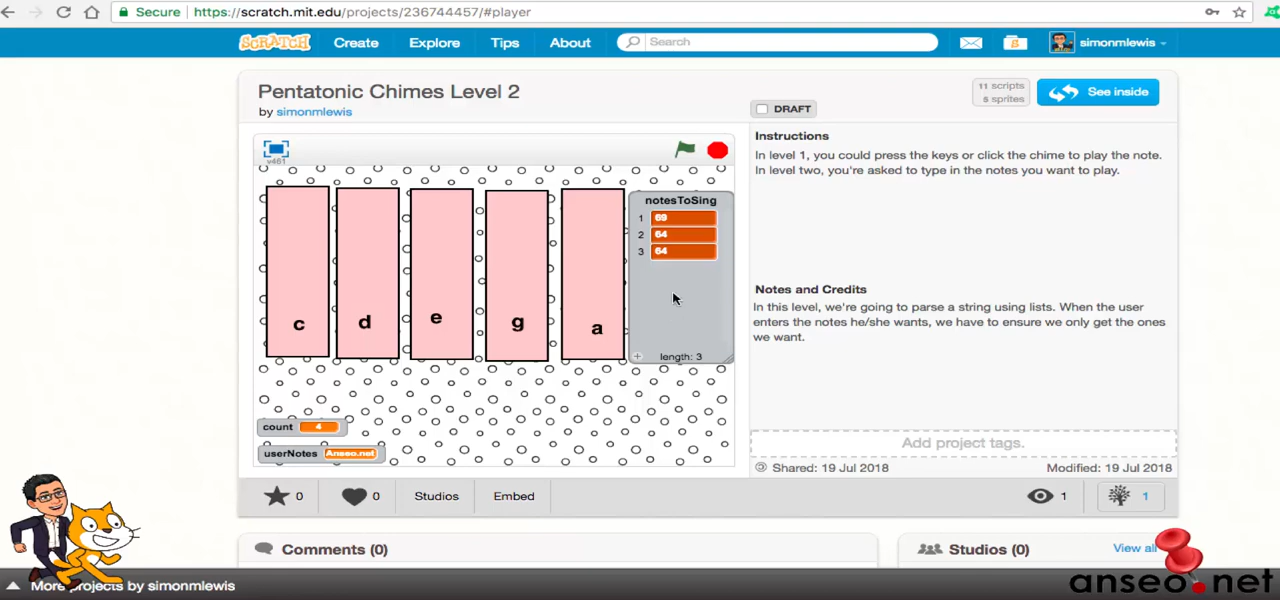 Secure https://scratch.mit.edu/projects/236744457/#player
SCRATCH Create Explore Tips About Search simonmlewis
Pentatonic Chimes Level 2
by simonmlewis
DRAFT
11 scripts
8 sprites
See inside
v461
Instructions
In level 1, you could press the keys or click the chime to play the note.
In level two, you're asked to type in the notes you want to play.
notesToSing
1 69
2 64
3 64
length: 3
c d e g a
count 4
userNotes Anseo.net
Notes and Credits
In this level, we're going to parse a string using lists. When the user
enters the notes he/she wants, we have to ensure we only get the ones
we want.
Add project tags.
Shared: 19 Jul 2018 Modified: 19 Jul 2018
0 0 Studios Embed 1 1
Comments (0)
Studios (0) View all
More projects by simonmlewis
anseo.net